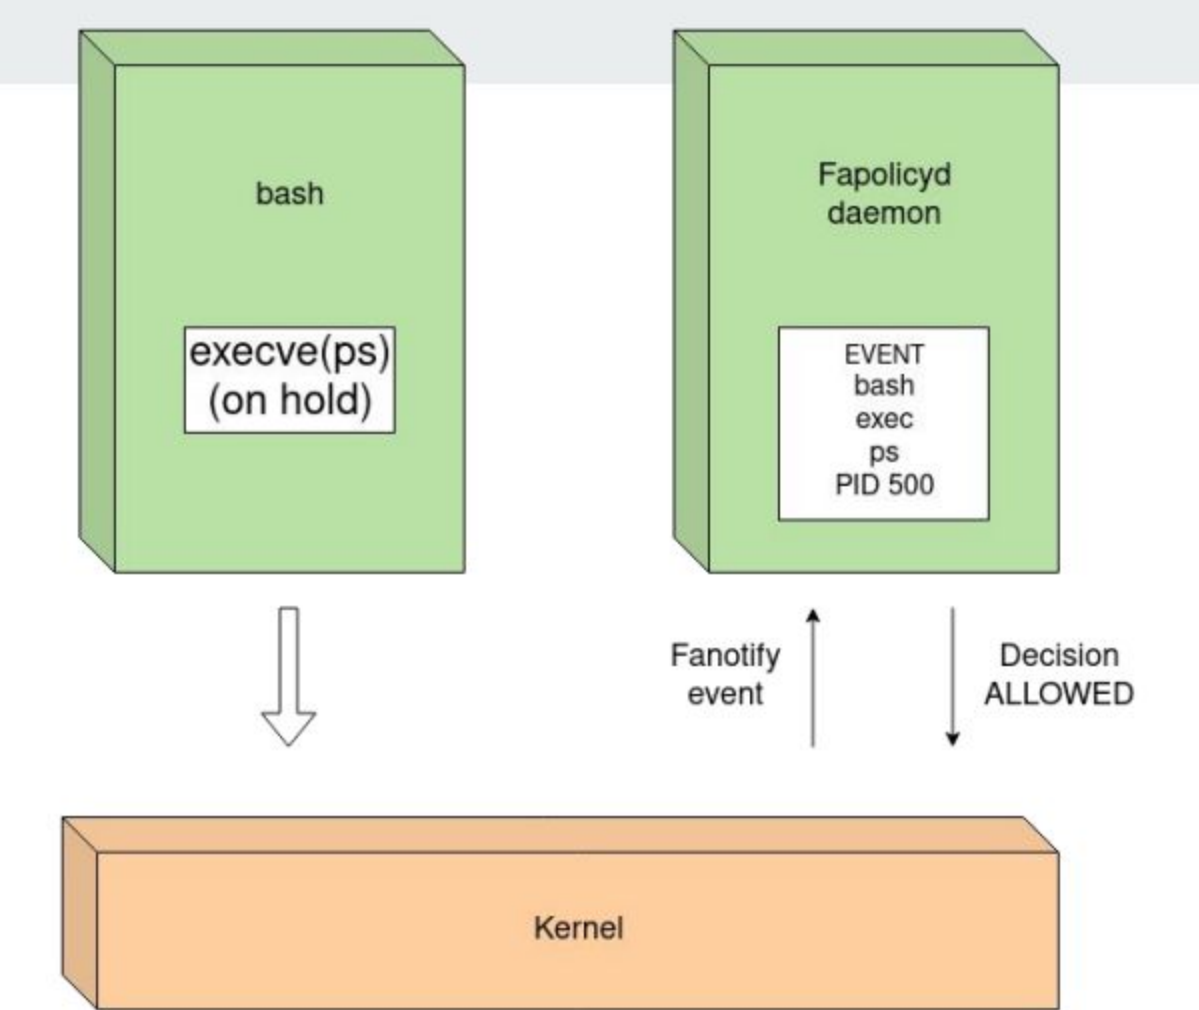 bash
execve(ps)
(on hold)
Fapolicyd
daemon
EVENT
bash
exec
ps
PID 500
Fanotify
event
Decision
ALLOWED
Kernel